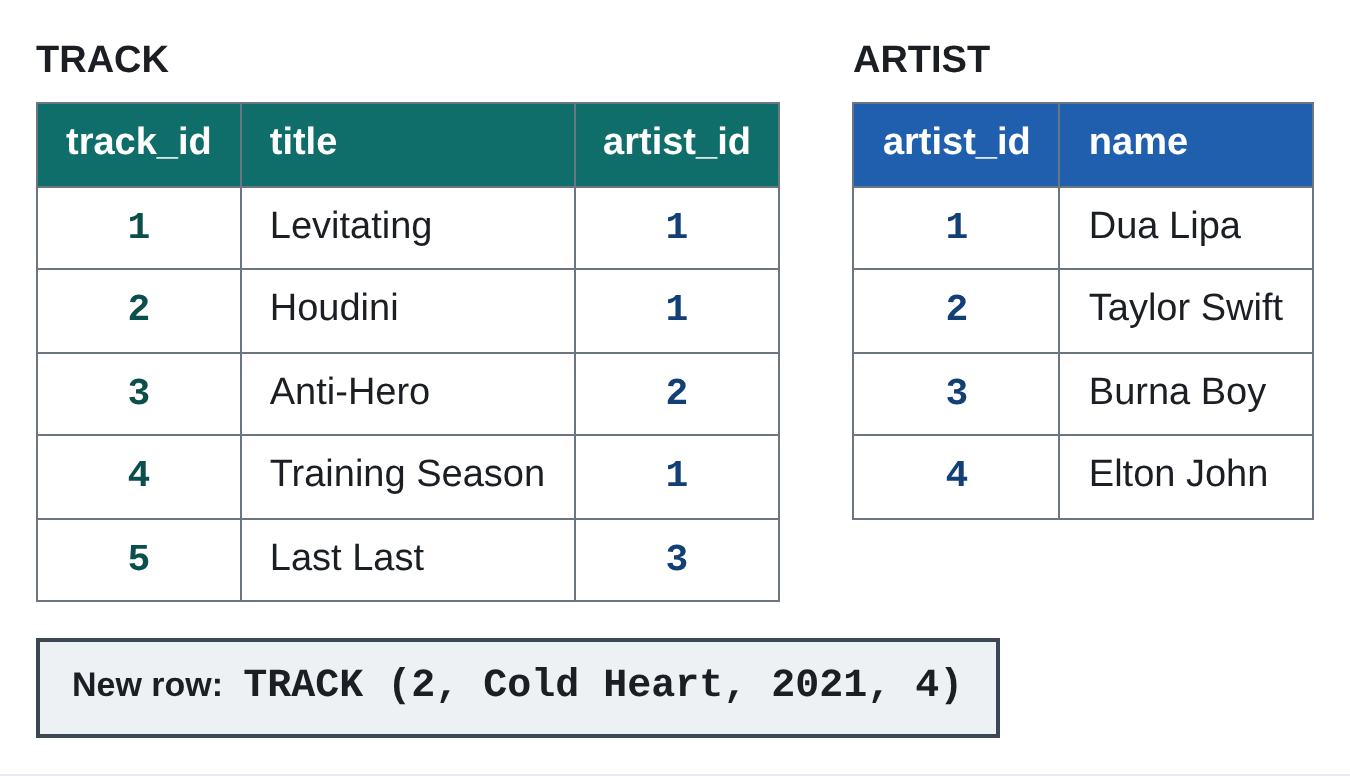 TRACK
track_id title artist_id
1 Levitating 1
2 Houdini 1
3 Anti-Hero 2
4 Training Season 1
5 Last Last 3
ARTIST
artist_id name
1 Dua Lipa
2 Taylor Swift
3 Burna Boy
4 Elton John
New row: TRACK (2, Cold Heart, 2021, 4)